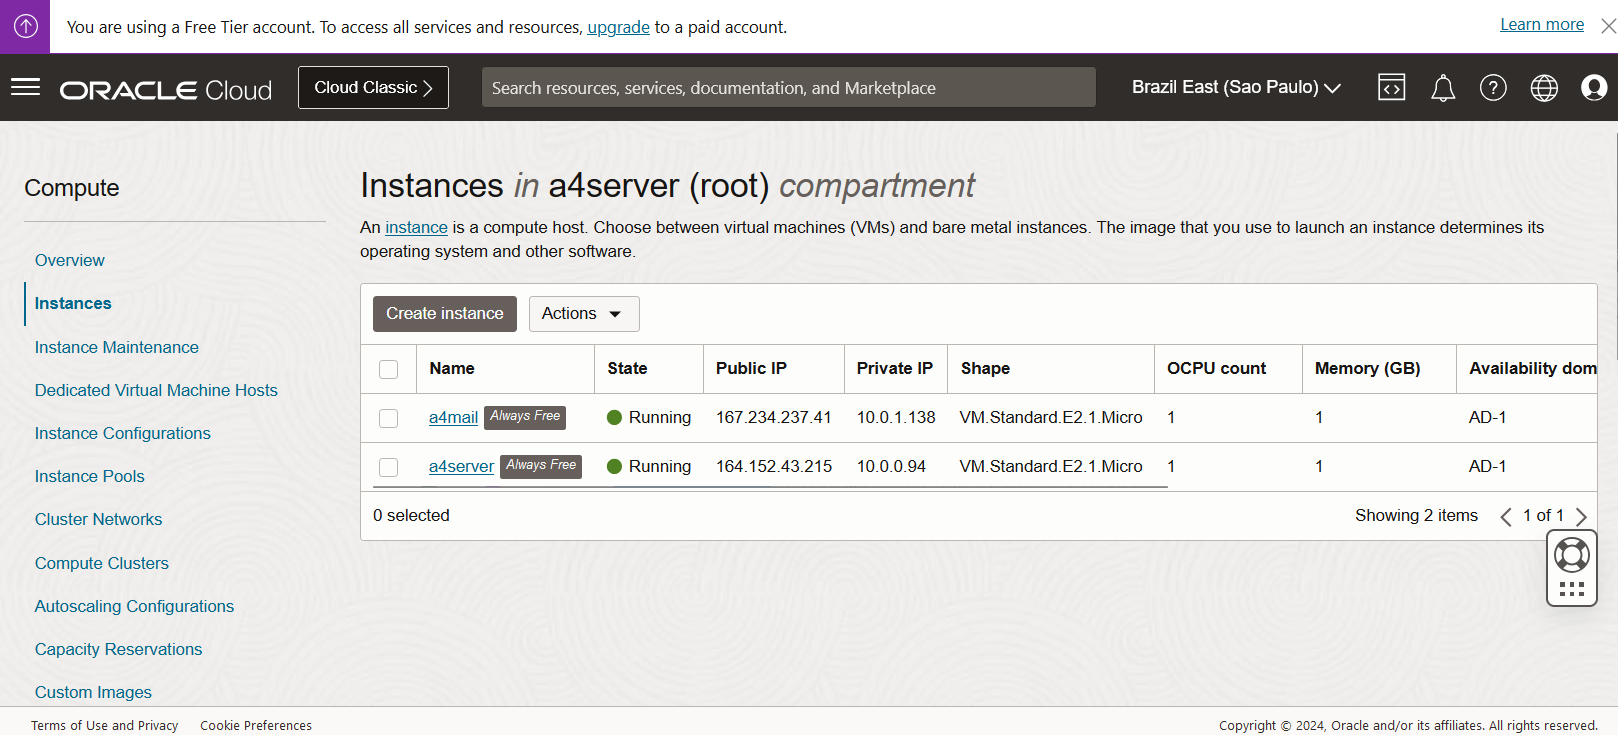 You are using a Free Tier account. To access all services and resources, upgrade to a paid account.
Learn more
ORACLE Cloud
Cloud Classic
Search resources, services, documentation, and Marketplace
Brazil East (Sao Paulo)
Compute
Overview
Instances
Instance Maintenance
Dedicated Virtual Machine Hosts
Instance Configurations
Instance Pools
Cluster Networks
Compute Clusters
Autoscaling Configurations
Capacity Reservations
Custom Images
Instances in a4server (root) compartment
An instance is a compute host. Choose between virtual machines (VMs) and bare metal instances. The image that you use to launch an instance determines its
operating system and other software.
Create instance Actions
Name State Public IP Private IP Shape OCPU count Memory (GB) Availability dom
a4mail Always Free Running 167.234.237.41 10.0.1.138 VM.Standard.E2.1.Micro 1 1 AD-1
a4server Always Free Running 164.152.43.215 10.0.0.94 VM.Standard.E2.1.Micro 1 1 AD-1
0 selected
Showing 2 items 1 of 1
Terms of Use and Privacy Cookie Preferences
Copyright © 2024, Oracle and/or its affiliates. All rights reserved.